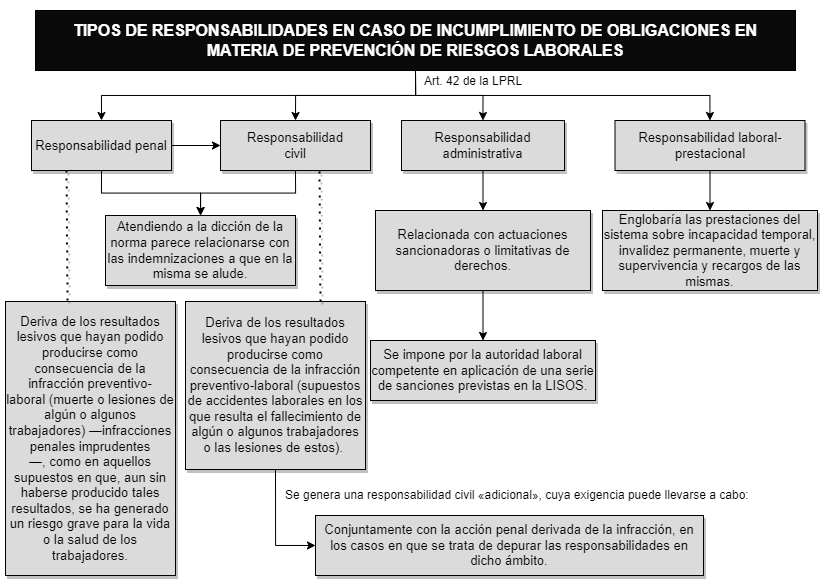 TIPOS DE RESPONSABILIDADES EN CASO DE INCUMPLIMIENTO DE OBLIGACIONES EN
MATERIA DE PREVENCIÓN DE RIESGOS LABORALES
Art. 42 de la LPRL
Responsabilidad penal
Responsabilidad
civil
Responsabilidad
administrativa
Responsabilidad laboral-
prestacional
Atendiendo a la dicción de la
norma parece relacionarse con
las indemnizaciones a que en la
misma se alude.
Relacionada con actuaciones
sancionadoras o limitativas de
derechos.
Englobaría las prestaciones del
sistema sobre incapacidad temporal,
invalidez permanente, muerte y
supervivencia y recargos de las
mismas.
Deriva de los resultados
lesivos que hayan podido
producirse como
consecuencia de la
infracción preventivo-
laboral (muerte o lesiones de
algún o algunos
trabajadores) —infracciones
penales imprudentes
—, como en aquellos
supuestos en que, aun sin
haberse producido tales
resultados, se ha generado
un riesgo grave para la vida
o la salud de los
trabajadores.
Deriva de los resultados
lesivos que hayan podido
producirse como
consecuencia de la infracción
preventivo-laboral (supuestos
de accidentes laborales en los
que resulta el fallecimiento de
algún o algunos trabajadores
o las lesiones de estos).
Se impone por la autoridad laboral
competente en aplicación de una serie
de sanciones previstas en la LISOS.
Se genera una responsabilidad civil «adicional», cuya exigencia puede llevarse a cabo:
Conjuntamente con la acción penal derivada de la infracción, en
los casos en que se trata de depurar las responsabilidades en
dicho ámbito.